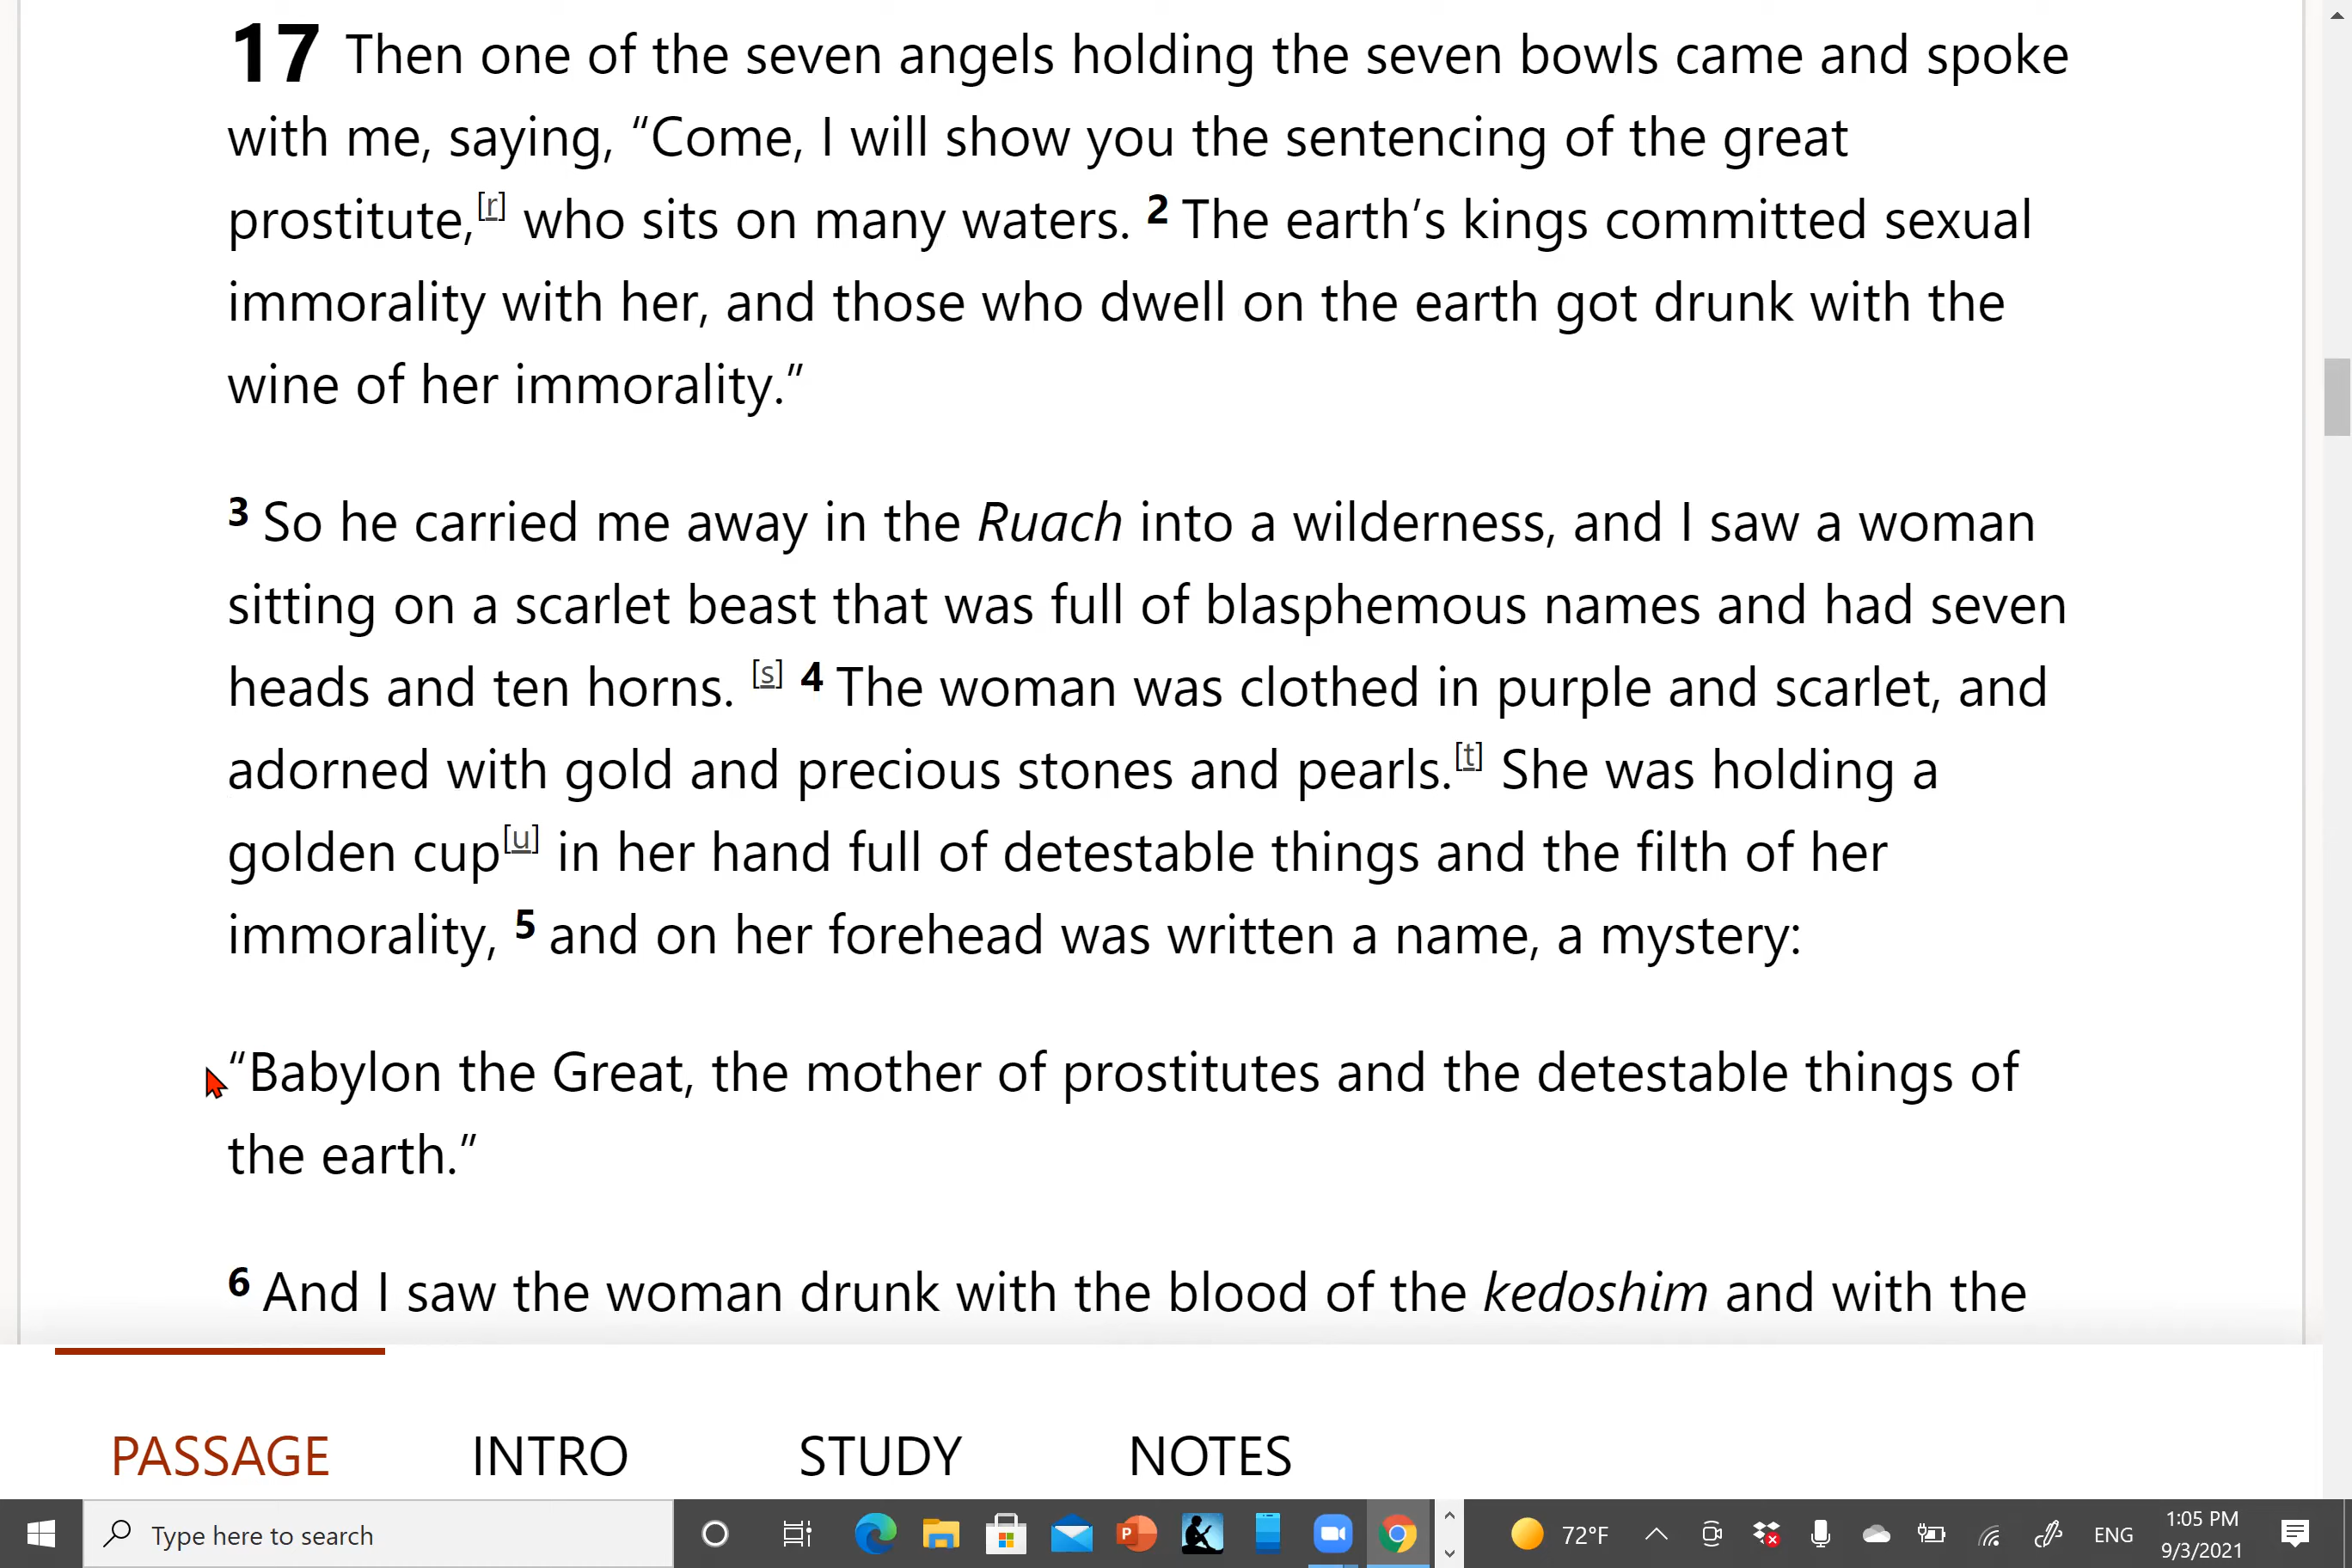 17 Then one of the seven angels holding the seven bowls came and spoke
with me, saying, “Come, I will show you the sentencing of the great
prostitute,[r] who sits on many waters. 2 The earth’s kings committed sexual
immorality with her, and those who dwell on the earth got drunk with the
wine of her immorality.”
3 So he carried me away in the Ruach into a wilderness, and I saw a woman
sitting on a scarlet beast that was full of blasphemous names and had seven
heads and ten horns. [s] 4 The woman was clothed in purple and scarlet, and
adorned with gold and precious stones and pearls.[t] She was holding a
golden cup[u] in her hand full of detestable things and the filth of her
immorality, 5 and on her forehead was written a name, a mystery:
“Babylon the Great, the mother of prostitutes and the detestable things of
the earth.”
6 And I saw the woman drunk with the blood of the kedoshim and with the
PASSAGE INTRO STUDY NOTES
Type here to search
P
72°F
ENG
1:05 PM
9/3/2021